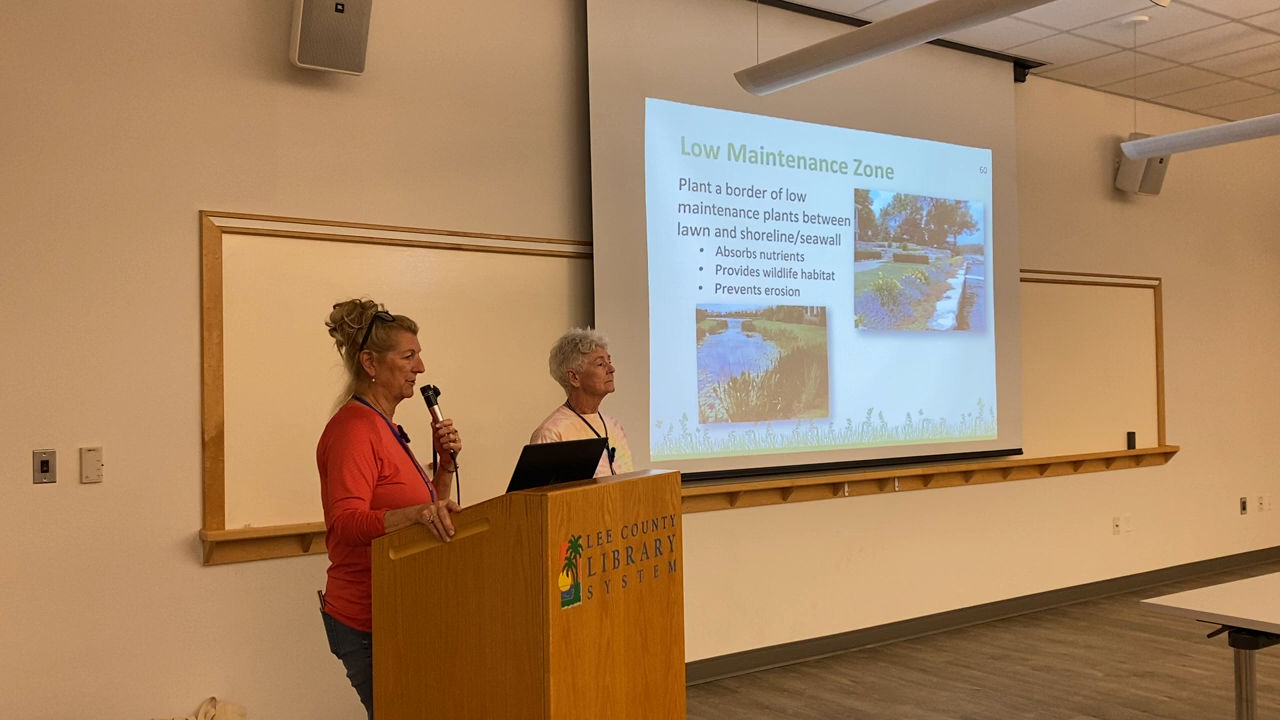 JBL
Low Maintenance Zone
60
Plant a border of low
maintenance plants between
lawn and shoreline/seawall
• Absorbs nutrients
• Provides wildlife habitat
• Prevents erosion
LEE COUNTY
LIBRARY
SYSTEM